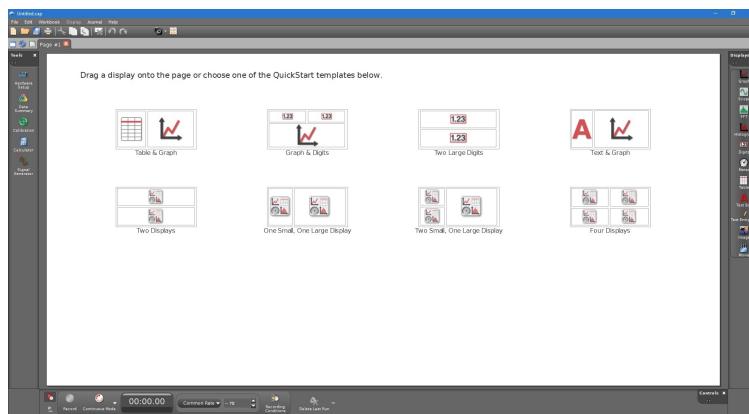 Untitled.cap
File Edit Workbook Display Journal Help
Page #1
Tools
Displays
Drag a display onto the page or choose one of the QuickStart templates below.
Hardware
Setup
Data
Summary
Calibration
Calculator
Signal
Generator
1.23 1.23
1.23
1.23
A
Table & Graph Graph & Digits Two Large Digits Text & Graph
Two Displays One Small, One Large Display Two Small, One Large Display Four Displays
Graph
FFT
Digits
Meter
Table
Controls
Record Continuous Mode 00:00.00 Common Rate -- Hz Recording
Conditions Delete Last Run